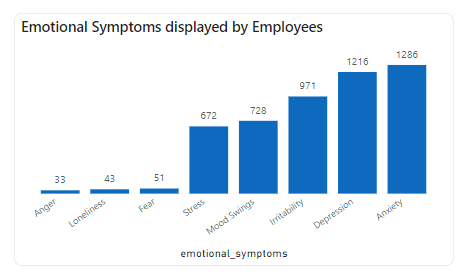 Emotional Symptoms displayed by Employees
33
43
51
672
728
971
1216
1286
Anger
Loneliness
Fear
Stress
Mood Swings
Irritability
Depression
Anxiety
emotional_symptoms